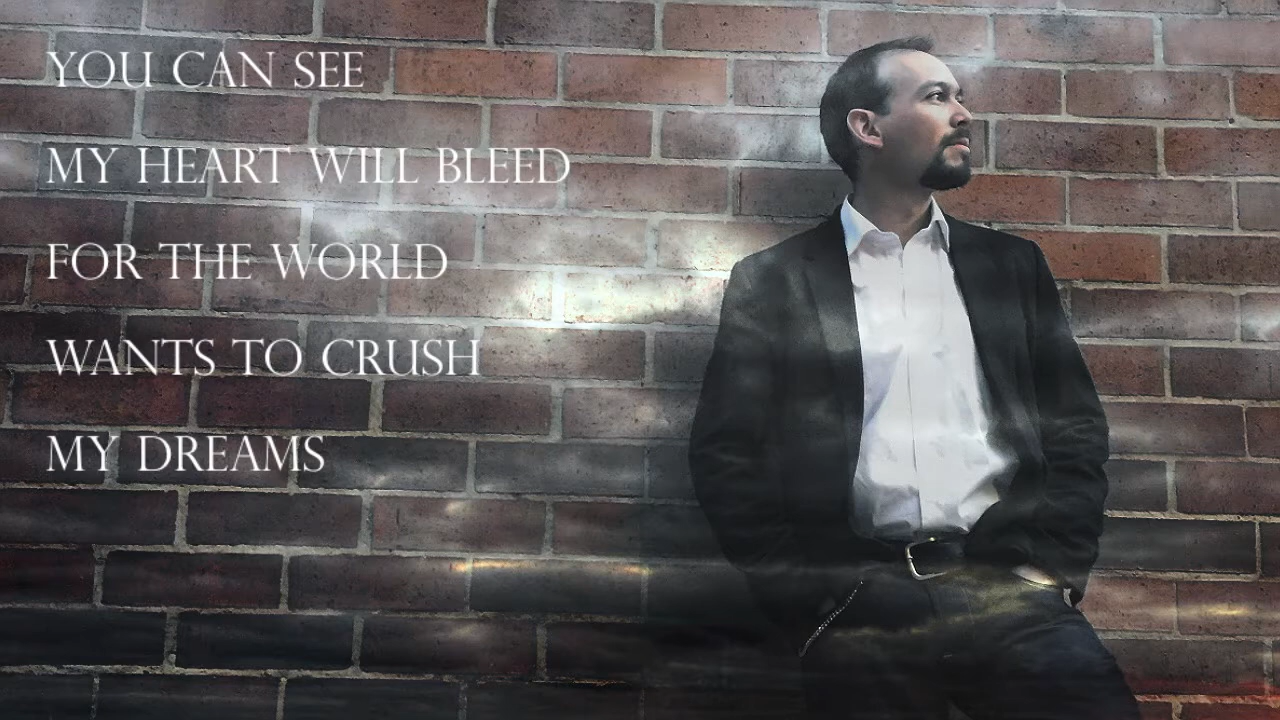 YOU CAN SEE
MY HEART WILL BLEED
FOR THE WORLD
WANTS TO CRUSH
MY DREAMS